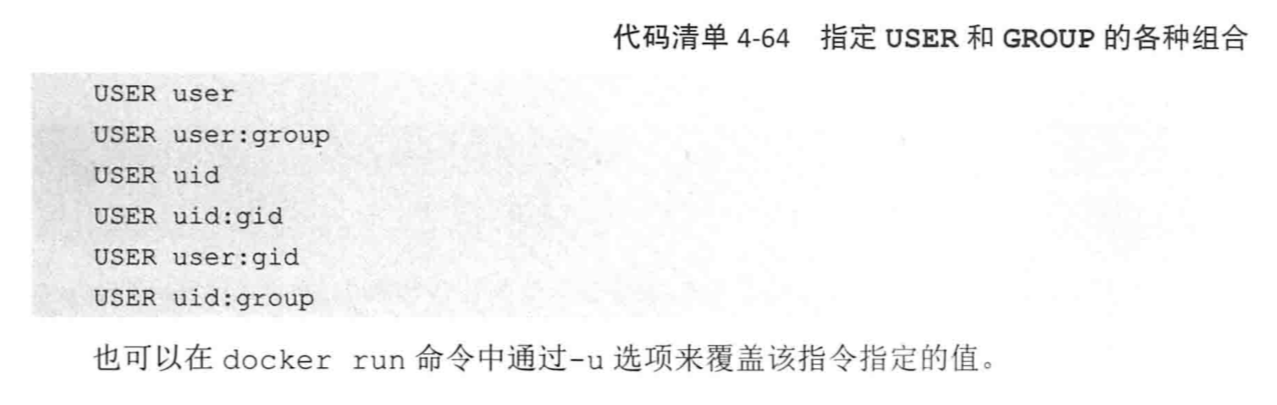 代码清单 4-64 指定 USER 和 GROUP 的各种组合
USER user
USER user:group
USER uid
USER uid:gid
USER user:gid
USER uid:group
也可以在 docker run 命令中通过-u 选项来覆盖该指令指定的值。